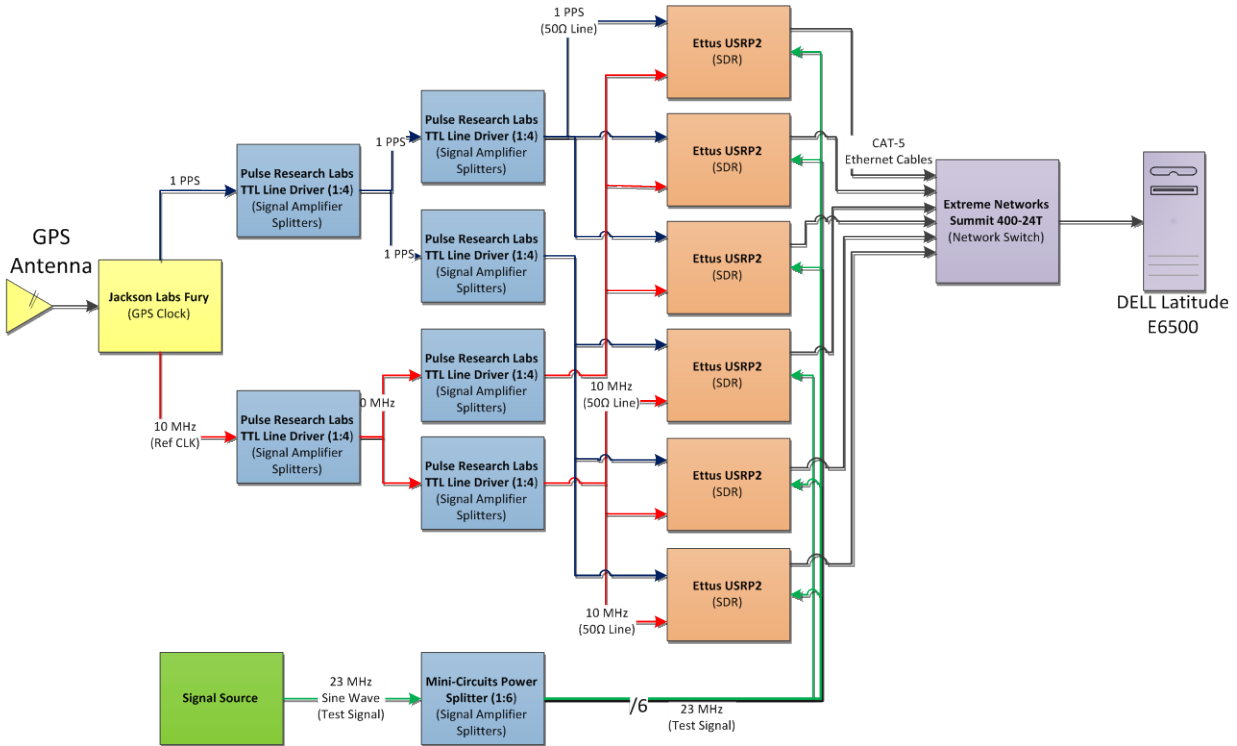 1 PPS
(50Ω Line)
Ettus USRP2
(SDR)
Pulse Research Labs
TTL Line Driver (1:4)
(Signal Amplifier
Splitters)
1 PPS
Ettus USRP2
(SDR)
CAT-5
Ethernet Cables
Pulse Research Labs
TTL Line Driver (1:4)
(Signal Amplifier
Splitters)
1 PPS
Extreme Networks
Summit 400-24T
(Network Switch)
Pulse Research Labs
TTL Line Driver (1:4)
(Signal Amplifier
Splitters)
1 PPS
Ettus USRP2
(SDR)
GPS
Antenna
Jackson Labs Fury
(GPS Clock)
DELL Latitude
E6500
Pulse Research Labs
TTL Line Driver (1:4)
(Signal Amplifier
Splitters)
Ettus USRP2
(SDR)
10 MHz
(50Ω Line)
0 MHz
10 MHz
(Ref CLK)
Pulse Research Labs
TTL Line Driver (1:4)
(Signal Amplifier
Splitters)
Pulse Research Labs
TTL Line Driver (1:4)
(Signal Amplifier
Splitters)
Ettus USRP2
(SDR)
Ettus USRP2
(SDR)
10 MHz
(50Ω Line)
Signal Source
23 MHz
Sine Wave
(Test Signal)
Mini-Circuits Power
Splitter (1:6)
(Signal Amplifier
Splitters)
/6
23 MHz
(Test Signal)